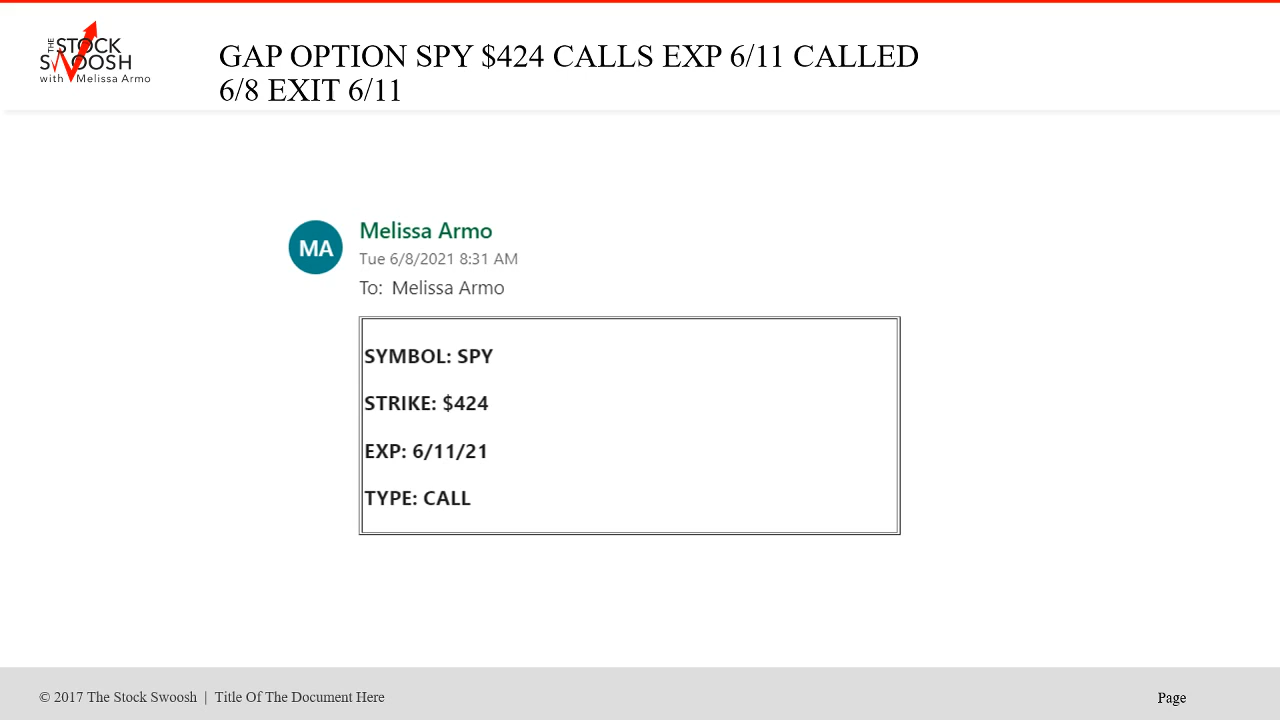 THE
STOCK
SWOOSH
with Melissa Armo
GAP OPTION SPY $424 CALLS EXP 6/11 CALLED
6/8 EXIT 6/11
MA
Melissa Armo
Tue 6/8/2021 8:31 AM
To: Melissa Armo
SYMBOL: SPY
STRIKE: $424
EXP: 6/11/21
TYPE: CALL
© 2017 The Stock Swoosh | Title Of The Document Here
Page